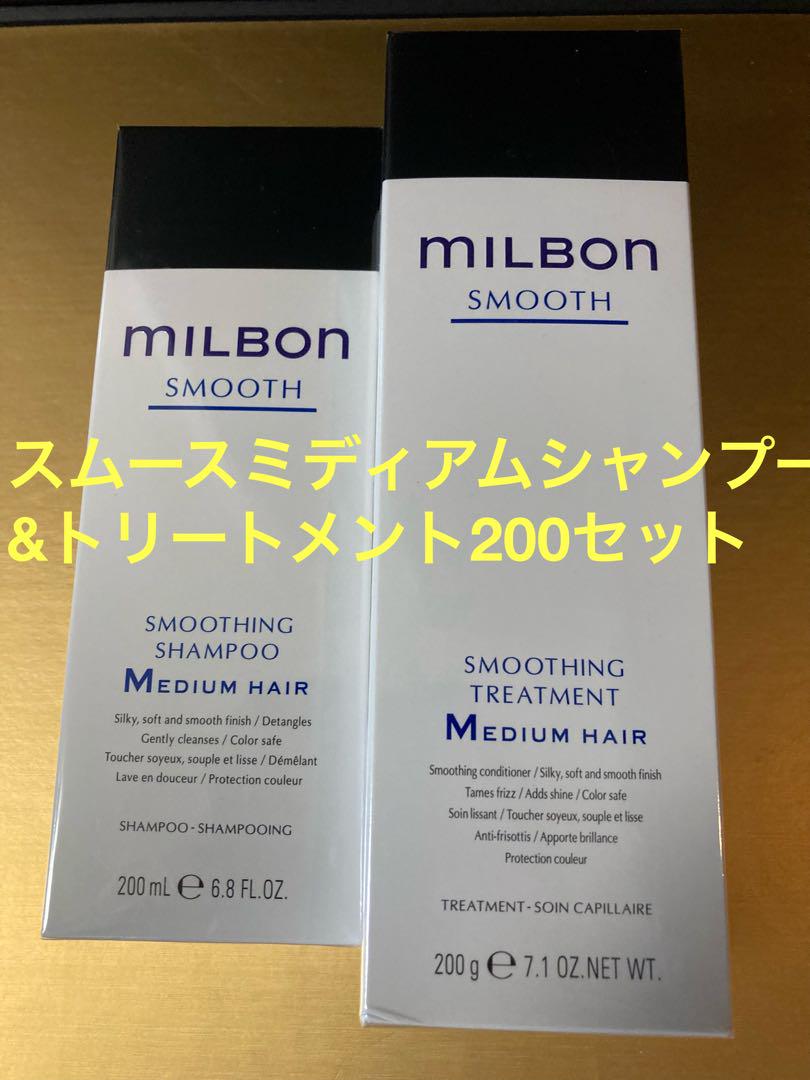 milbon
SMOOTH
SMOOTHING
SHAMPOO
MEDIUM HAIR
Silky, soft and smooth finish / Detangles
Gently cleanses / Color safe
Toucher soyeux, souple et lisse / Démêlant
Lave en douceur / Protection couleur
SHAMPOO - SHAMPOOING
200 mL ℮ 6.8 FL.OZ.
milbon
SMOOTH
SMOOTHING
TREATMENT
MEDIUM HAIR
Smoothing conditioner / Silky, soft and smooth finish
Tames frizz / Adds shine / Color safe
Soin lissant / Toucher soyeux, souple et lisse
Anti-frisottis / Apporte brillance
Protection couleur
TREATMENT - SOIN CAPILLAIRE
200 g ℮ 7.1 OZ.NET WT.
スムースミディアムシャンプー
&トリートメント200セット